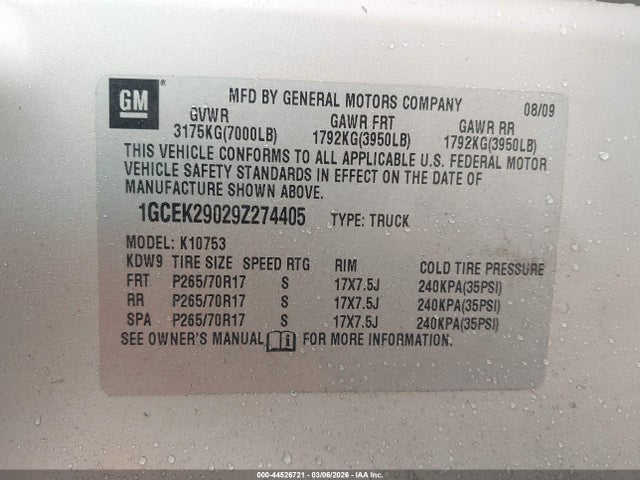 GM ®
MFD BY GENERAL MOTORS COMPANY 08/09
GVWR GAWR FRT GAWR RR
3175KG(7000LB) 1792KG(3950LB) 1792KG(3950LB)
THIS VEHICLE CONFORMS TO ALL APPLICABLE U.S. FEDERAL MOTOR
VEHICLE SAFETY STANDARDS IN EFFECT ON THE DATE OF
MANUFACTURE SHOWN ABOVE.
1GCEK29029Z274405 TYPE: TRUCK
MODEL: K10753
KDW9 TIRE SIZE SPEED RTG RIM COLD TIRE PRESSURE
FRT P265/70R17 S 17X7.5J 240KPA(35PSI)
RR P265/70R17 S 17X7.5J 240KPA(35PSI)
SPA P265/70R17 S 17X7.5J 240KPA(35PSI)
SEE OWNER'S MANUAL i FOR MORE INFORMATION.
000-44526721 - 03/06/2026 - IAA Inc.